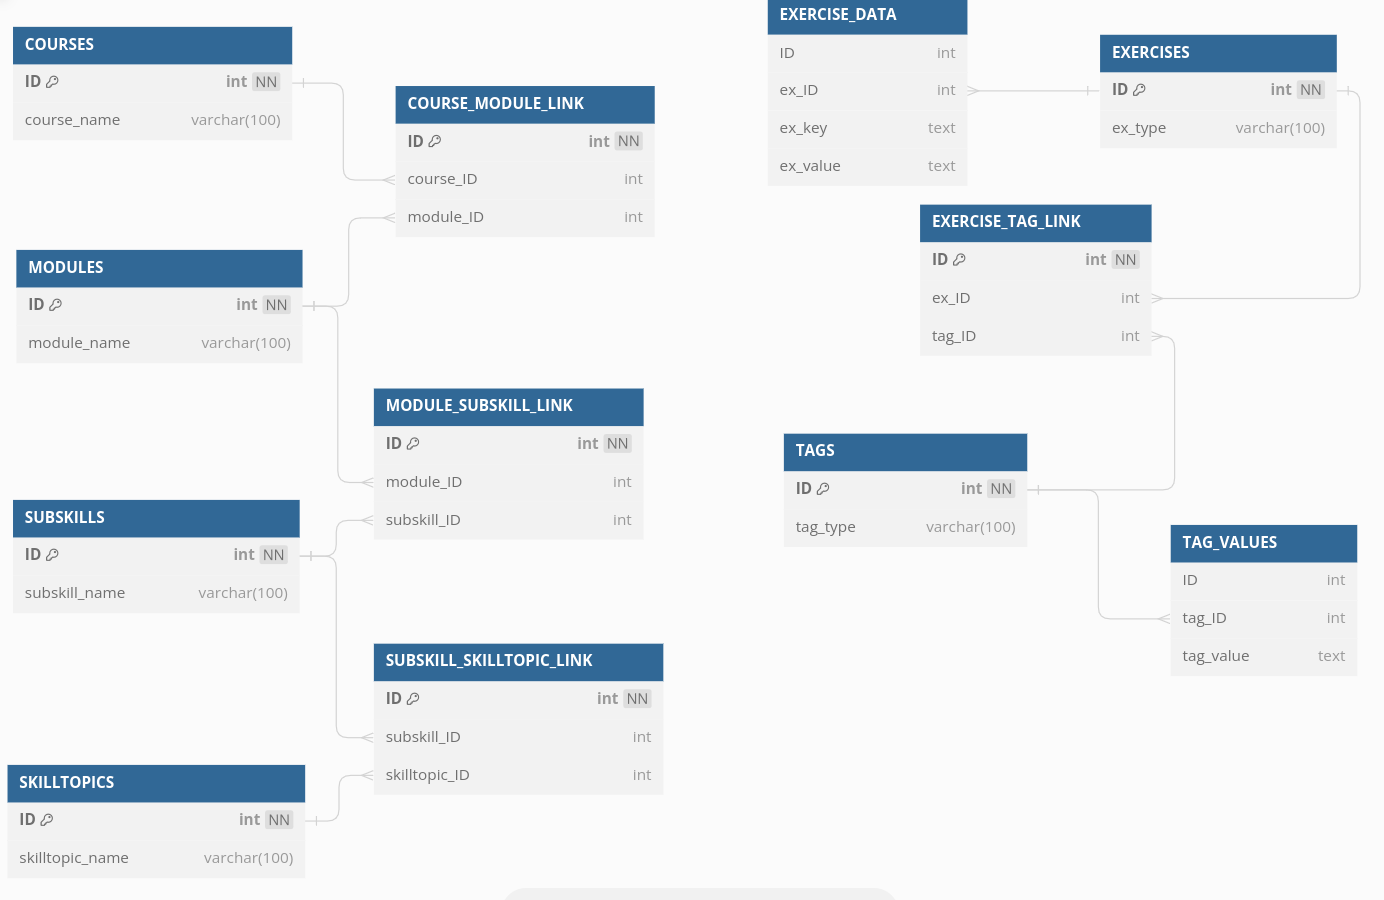 COURSES
ID int NN
course_name varchar(100)
COURSE_MODULE_LINK
ID int NN
course_ID int
module_ID int
MODULES
ID int NN
module_name varchar(100)
MODULE_SUBSKILL_LINK
ID int NN
module_ID int
subskill_ID int
SUBSKILLS
ID int NN
subskill_name varchar(100)
SUBSKILL_SKILLTOPIC_LINK
ID int NN
subskill_ID int
skilltopic_ID int
SKILLTOPICS
ID int NN
skilltopic_name varchar(100)
EXERCISE_DATA
ID int
ex_ID int
ex_key text
ex_value text
EXERCISES
ID int NN
ex_type varchar(100)
EXERCISE_TAG_LINK
ID int NN
ex_ID int
tag_ID int
TAGS
ID int NN
tag_type varchar(100)
TAG_VALUES
ID int
tag_ID int
tag_value text